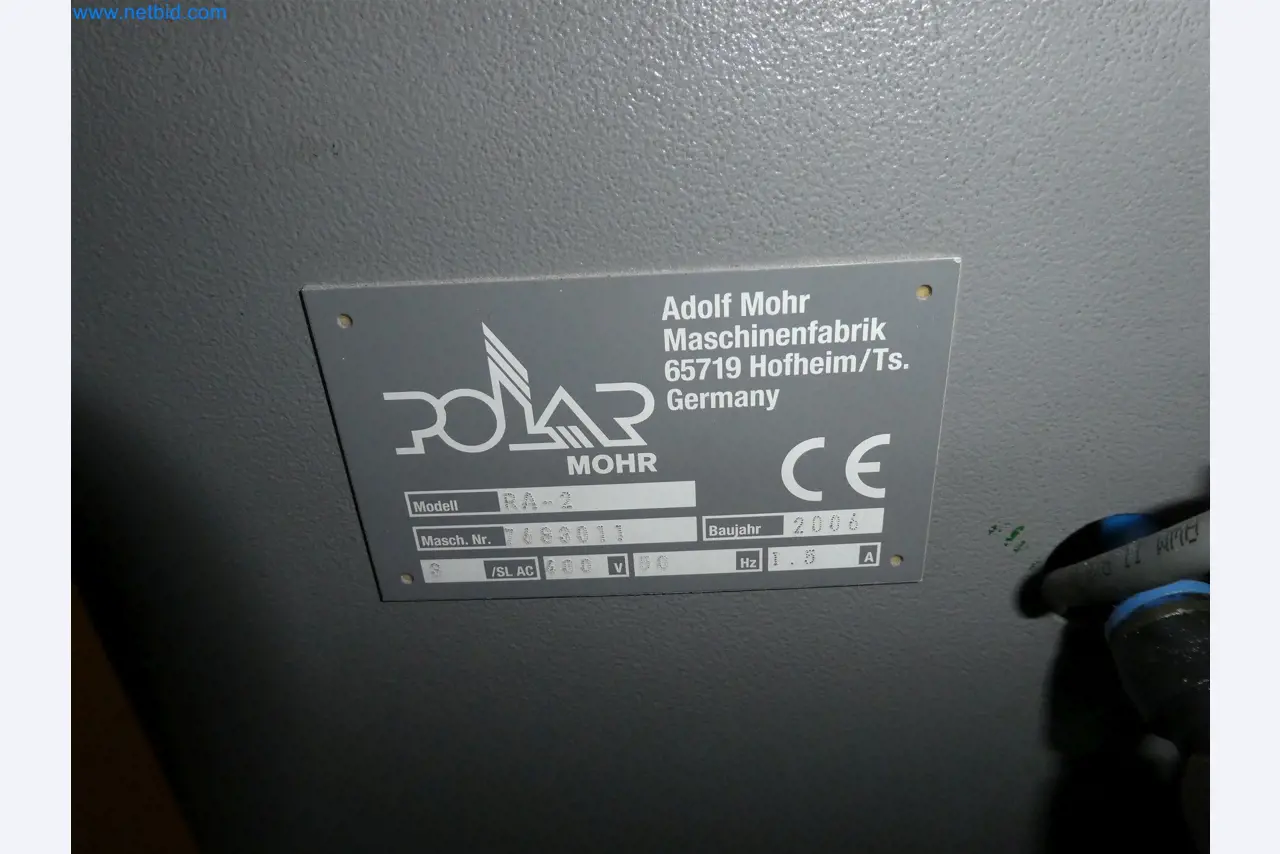 www.netbid.com
Adolf Mohr
Maschinenfabrik
65719 Hofheim/Ts.
Germany
POLAR
MOHR
CE
Modell RA-2
Masch. Nr. 7683011
Baujahr 2006
3 /SL AC 400 V 50 Hz 1.5 A